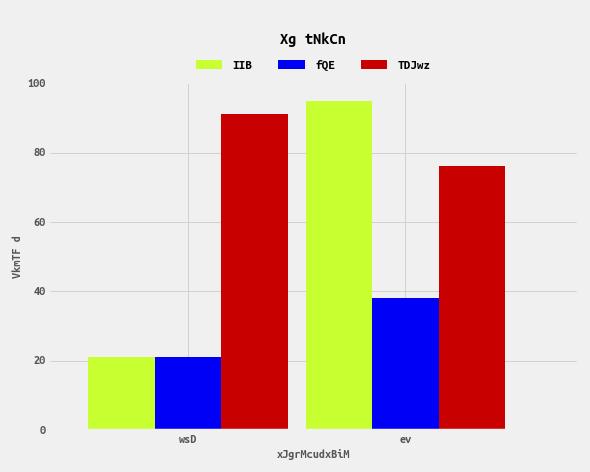 Xg tNkCn
IIB fQE TDJwz
100
80
60
40
20
0
VkmTF d
wsD ev
xJgrMcudxBiM